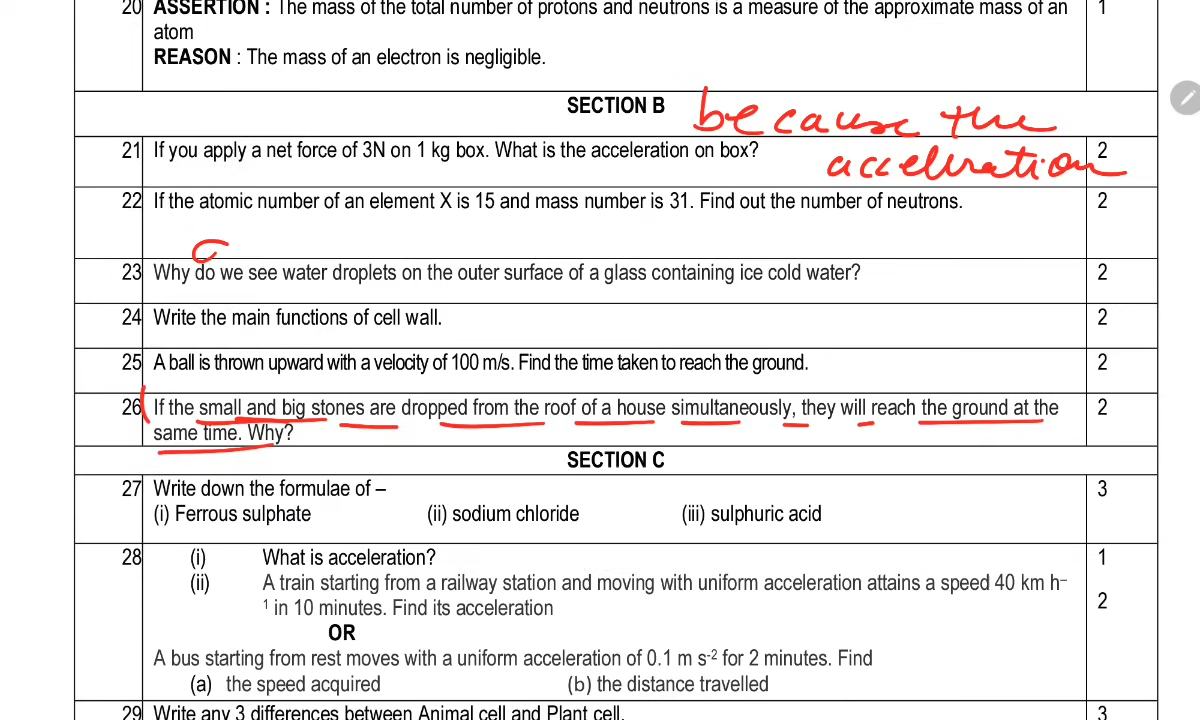 20 ASSERTION : The mass of the total number of protons and neutrons is a measure of the approximate mass of an 1
atom
REASON : The mass of an electron is negligible.
SECTION B
because the
21 If you apply a net force of 3N on 1 kg box. What is the acceleration on box? 2
acceleration
22 If the atomic number of an element X is 15 and mass number is 31. Find out the number of neutrons. 2
23 Why do we see water droplets on the outer surface of a glass containing ice cold water? 2
24 Write the main functions of cell wall. 2
25 A ball is thrown upward with a velocity of 100 m/s. Find the time taken to reach the ground. 2
26 If the small and big stones are dropped from the roof of a house simultaneously, they will reach the ground at the 2
same time. Why?
SECTION C
27 Write down the formulae of – 3
(i) Ferrous sulphate (ii) sodium chloride (iii) sulphuric acid
28 (i) What is acceleration? 1
(ii) A train starting from a railway station and moving with uniform acceleration attains a speed 40 km h⁻ 2
¹ in 10 minutes. Find its acceleration
OR
A bus starting from rest moves with a uniform acceleration of 0.1 m s⁻² for 2 minutes. Find
(a) the speed acquired (b) the distance travelled
29 Write any 3 differences between Animal cell and Plant cell. 3